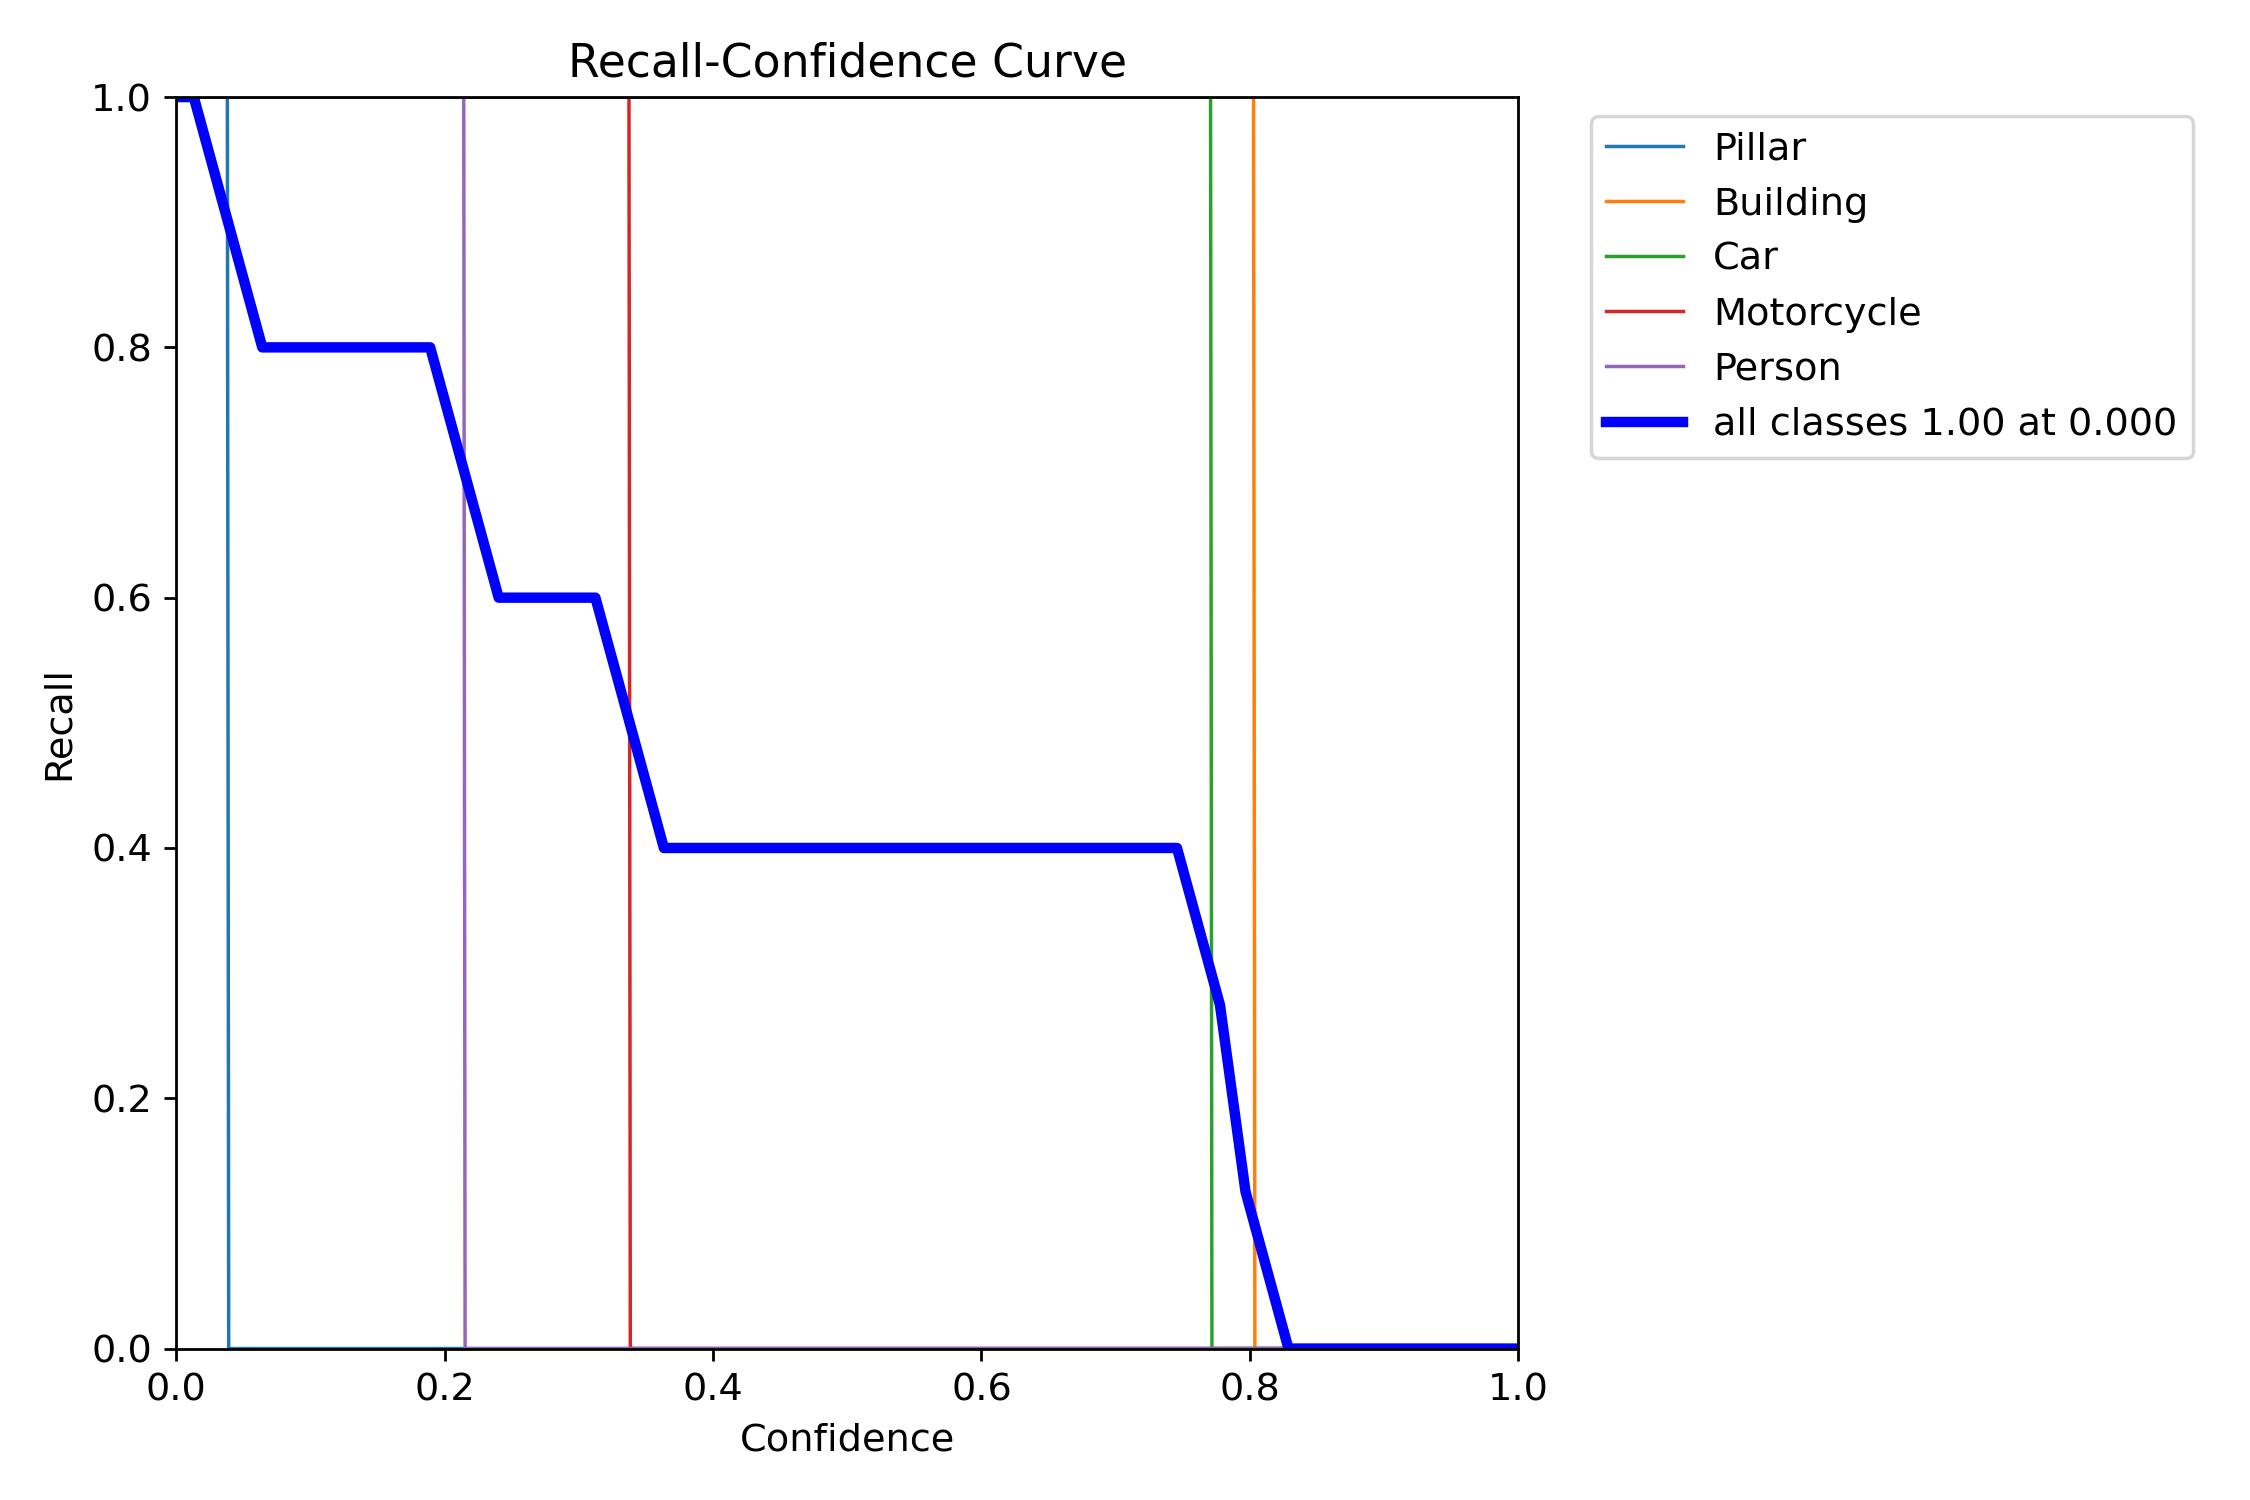 Recall-Confidence Curve
1.0
0.8
0.6
0.4
0.2
0.0
Recall
0.0 0.2 0.4 0.6 0.8 1.0
Confidence
Pillar
Building
Car
Motorcycle
Person
all classes 1.00 at 0.000